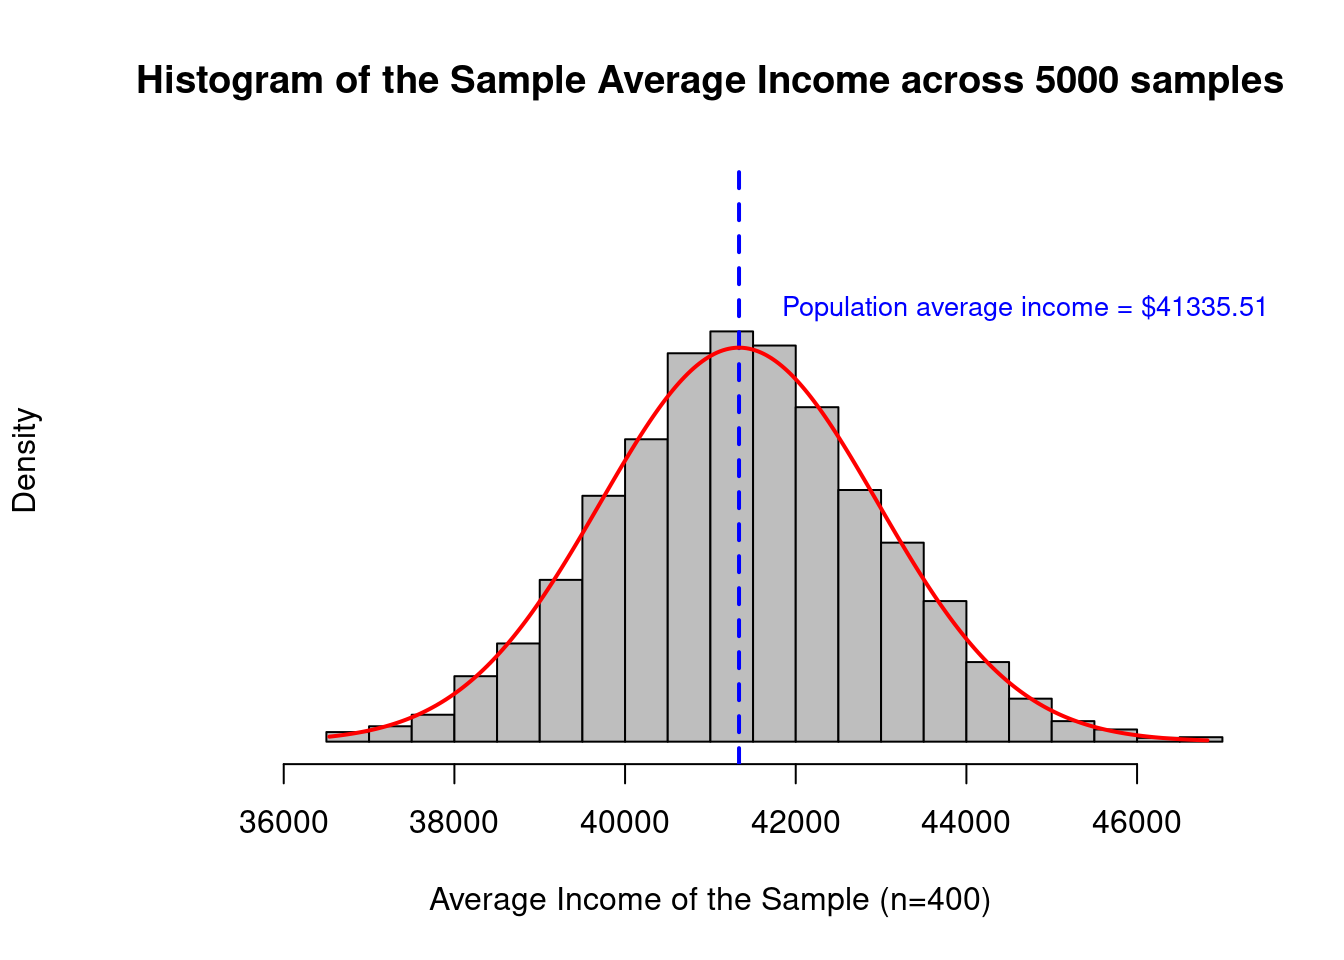 Histogram of the Sample Average Income across 5000 samples
Population average income = $41335.51
Density
36000 38000 40000 42000 44000 46000
Average Income of the Sample (n=400)